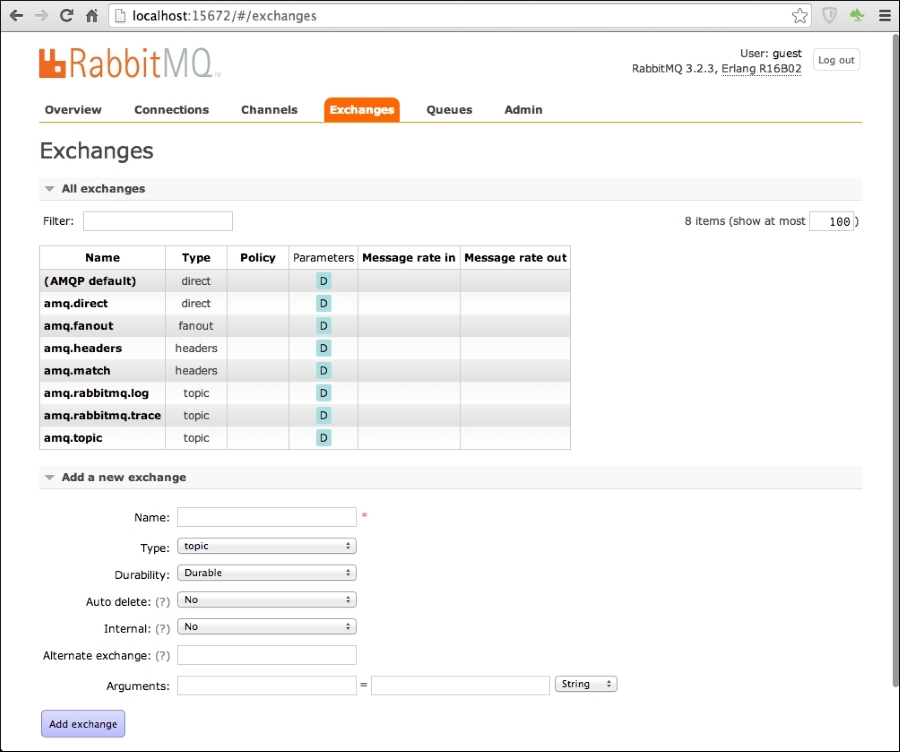 localhost:15672/#/exchanges
RabbitMQ™
User: guest
RabbitMQ 3.2.3, Erlang R16B02
Log out
Overview Connections Channels Exchanges Queues Admin
Exchanges
All exchanges
Filter:
8 items (show at most 100 )
Name Type Policy Parameters Message rate in Message rate out
(AMQP default) direct D
amq.direct direct D
amq.fanout fanout D
amq.headers headers D
amq.match headers D
amq.rabbitmq.log topic D
amq.rabbitmq.trace topic D
amq.topic topic D
Add a new exchange
Name: *
Type: topic
Durability: Durable
Auto delete: (?) No
Internal: (?) No
Alternate exchange: (?)
Arguments: = String
Add exchange